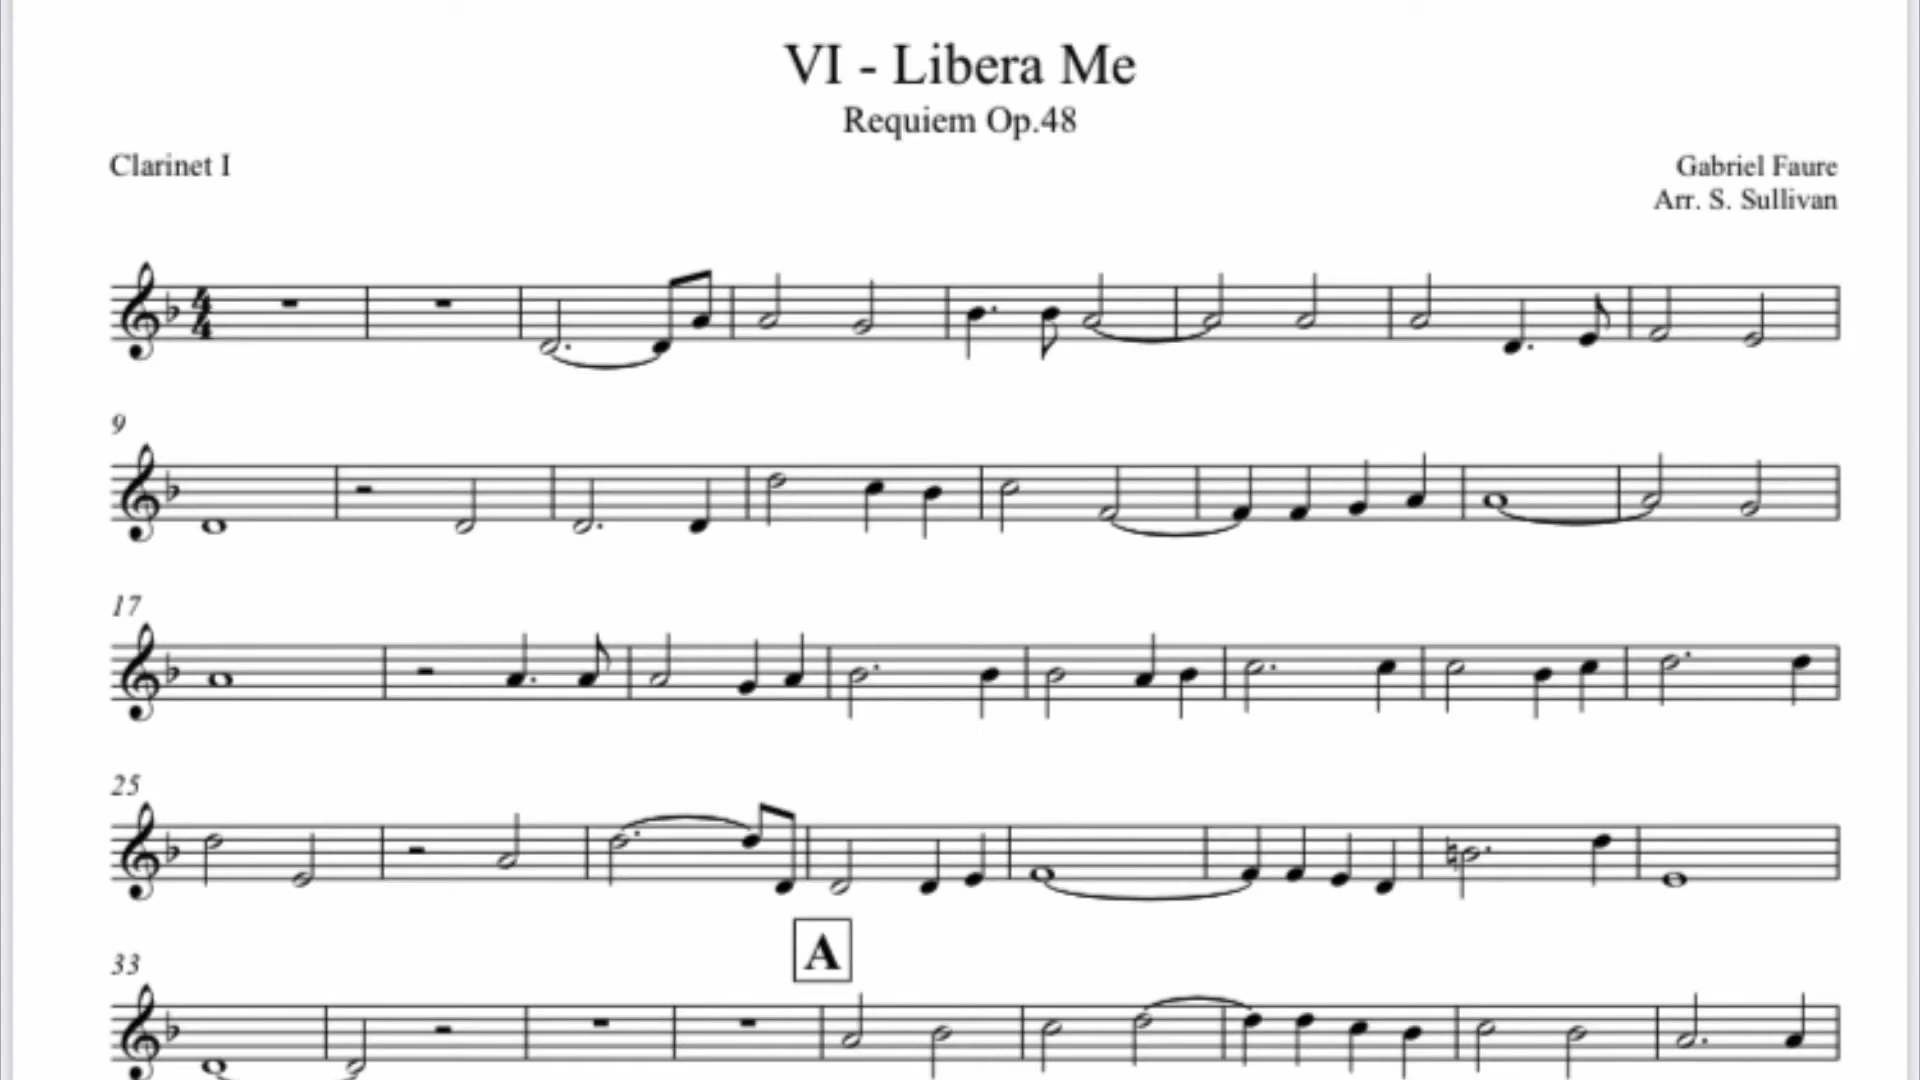 VI - Libera Me
Requiem Op.48
Clarinet I
Gabriel Faure
Arr. S. Sullivan
9
17
25
33
A